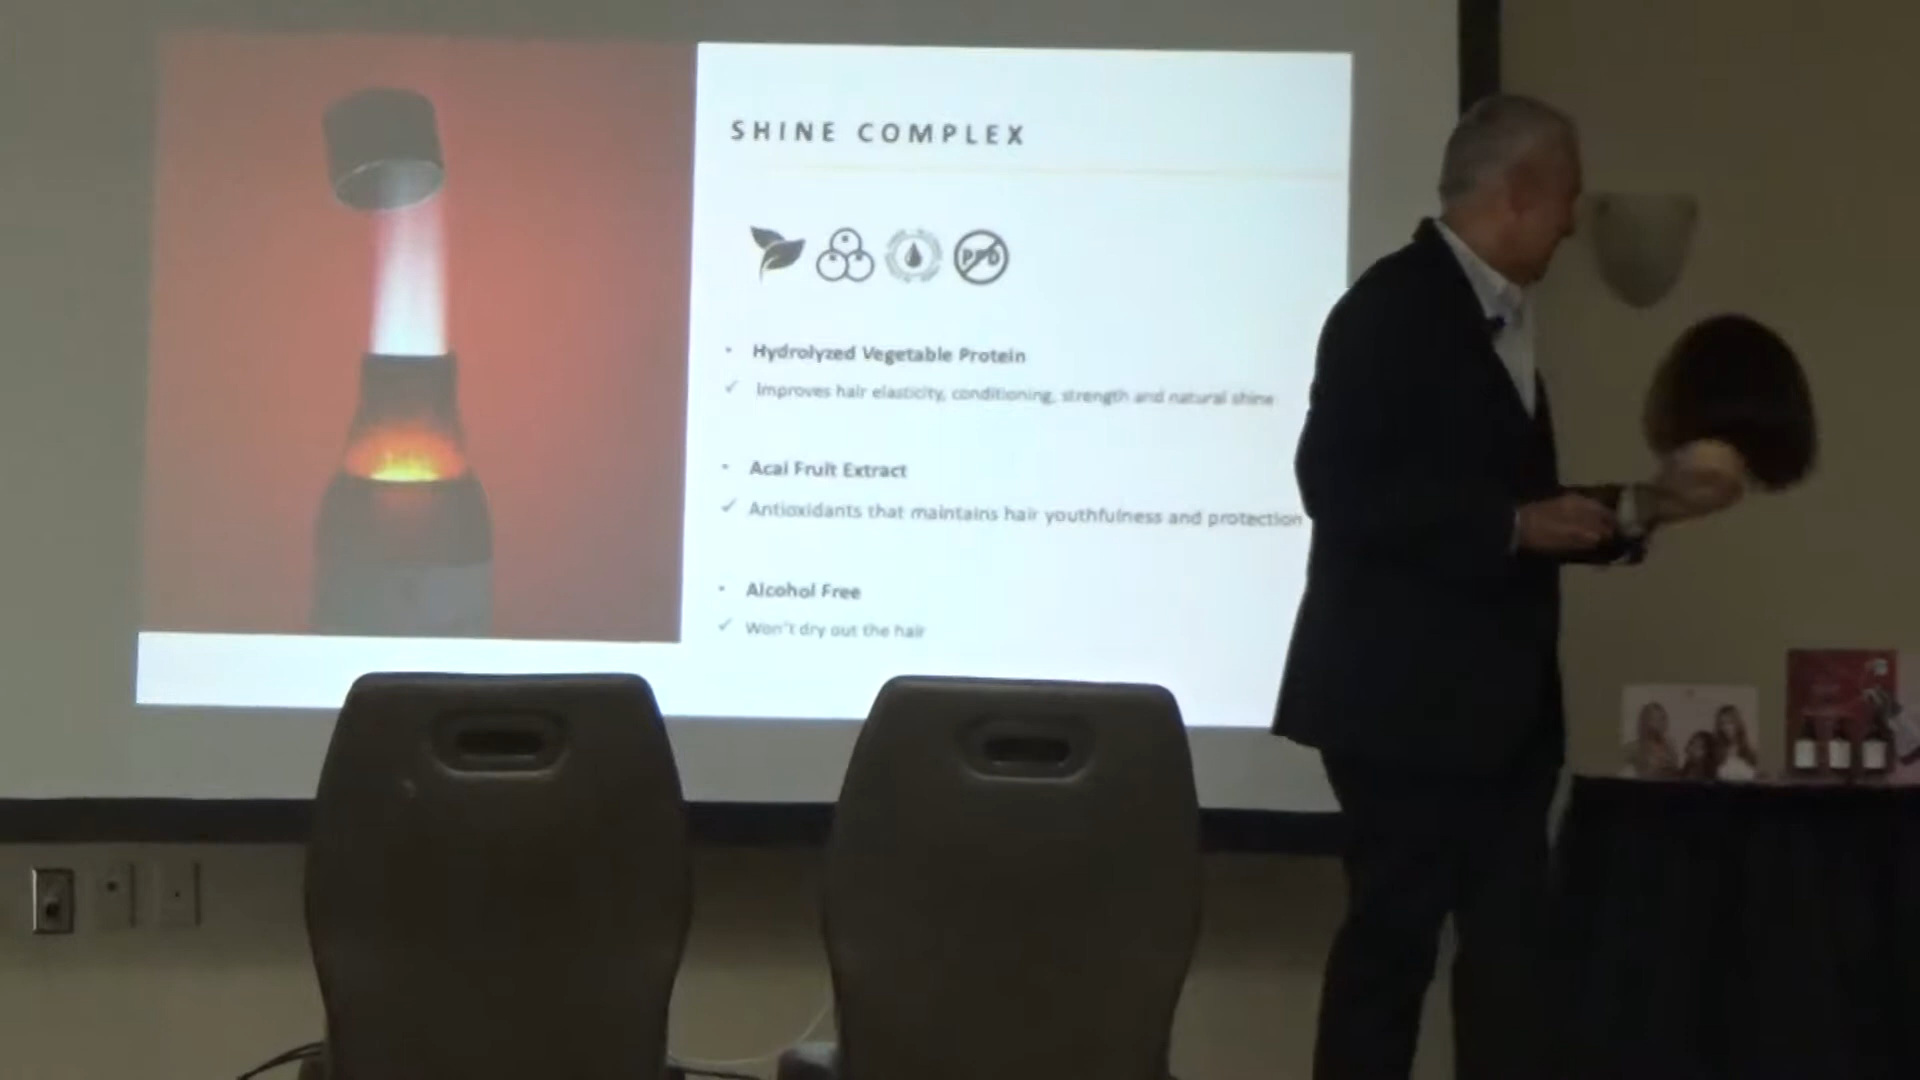 SHINE COMPLEX
PPD
• Hydrolyzed Vegetable Protein
✓ Improves hair elasticity, conditioning, strength and natural shine
• Acai Fruit Extract
✓ Antioxidants that maintains hair youthfulness and protection
• Alcohol Free
✓ Won't dry out the hair